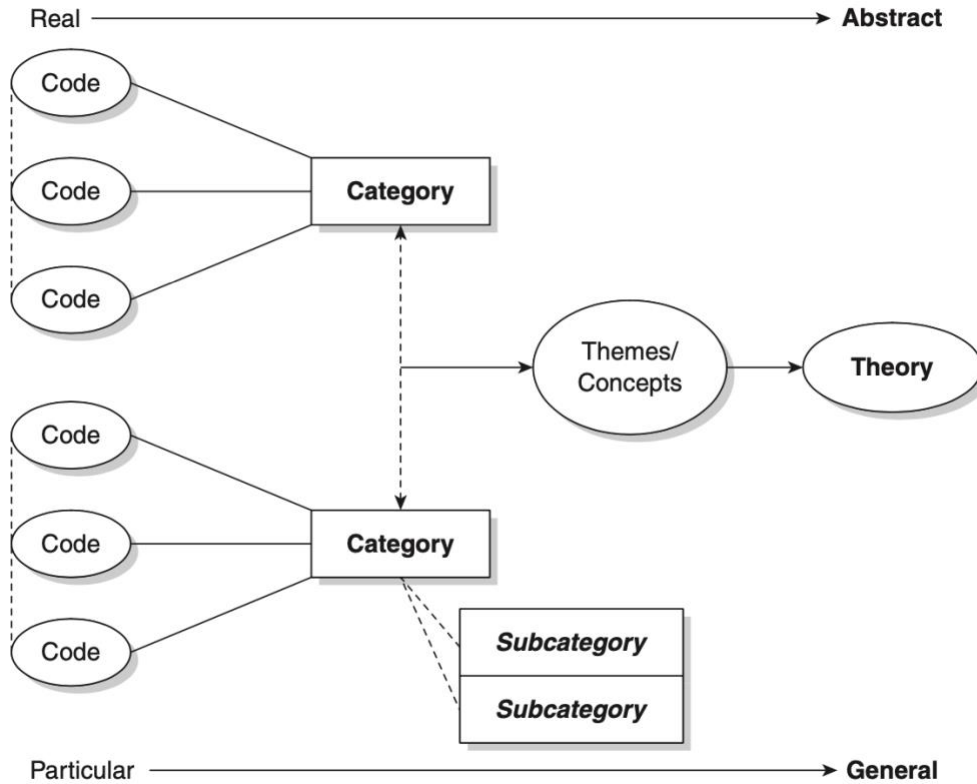 Real Abstract
Code
Code
Category
Code
Themes/
Concepts
Theory
Code
Code
Category
Code
Subcategory
Subcategory
Particular General